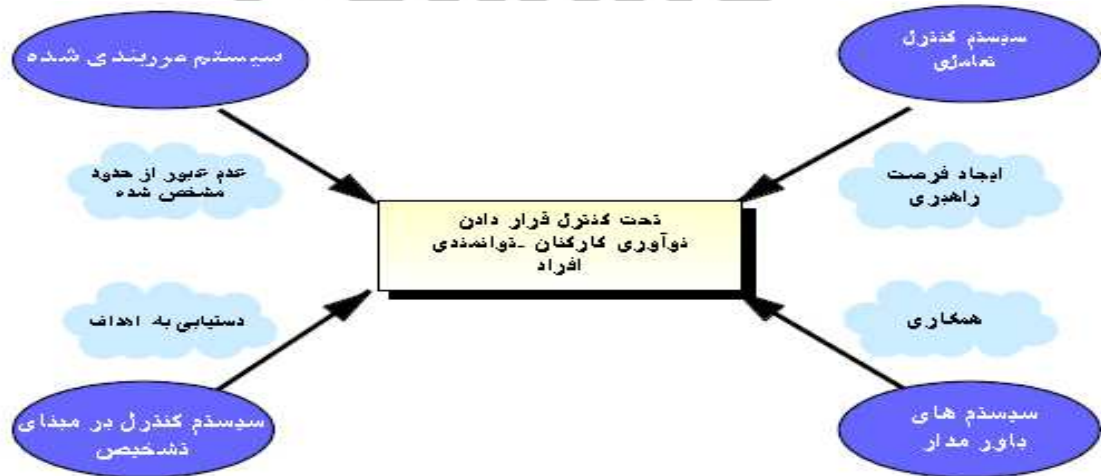 سیستم کنترل
تعاملی
سیستم مرزبندی شده
ایجاد فرصت
راهبری
عدم عبور از حدود
مشخص شده
تحت کنترل قرار دادن
نوآوری کارکنان -توانمندی
افراد
همکاری
دستیابی به اهداف
سیستم های
باور مدار
سیستم کنترل بر مبنای
تشخیص